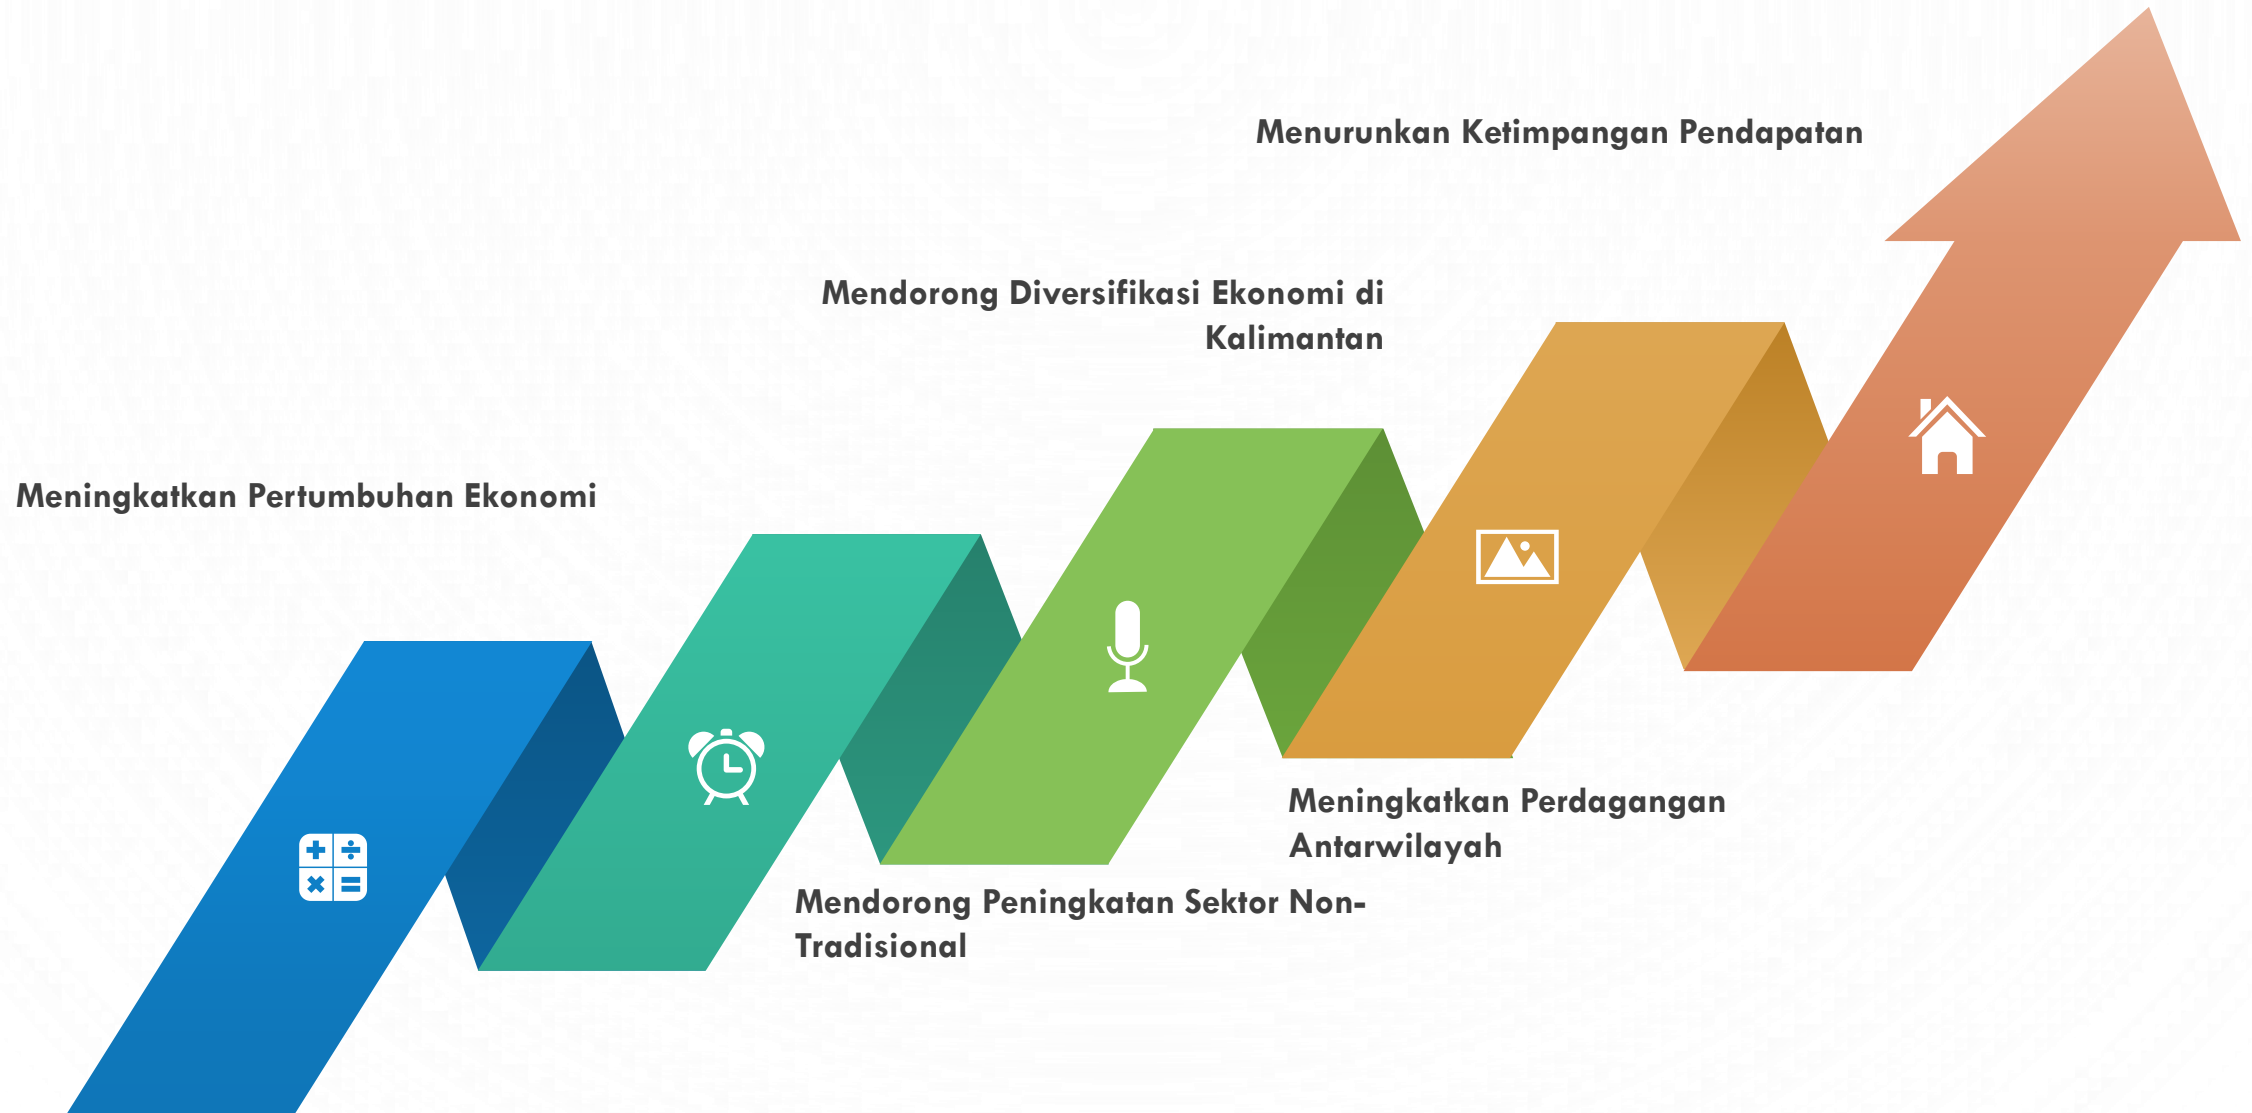 Menurunkan Ketimpangan Pendapatan
Mendorong Diversifikasi Ekonomi di
Kalimantan
Meningkatkan Pertumbuhan Ekonomi
Meningkatkan Perdagangan
Antarwilayah
Mendorong Peningkatan Sektor Non-
Tradisional